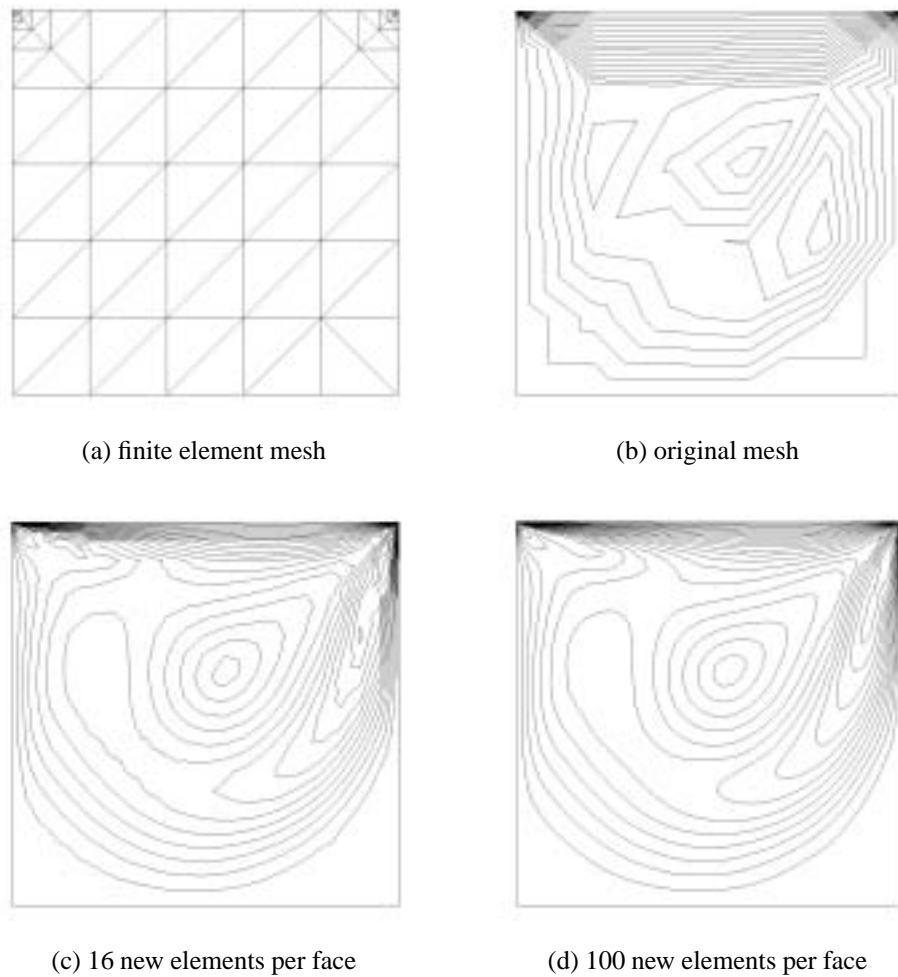 (a) finite element mesh
(b) original mesh
(c) 16 new elements per face
(d) 100 new elements per face